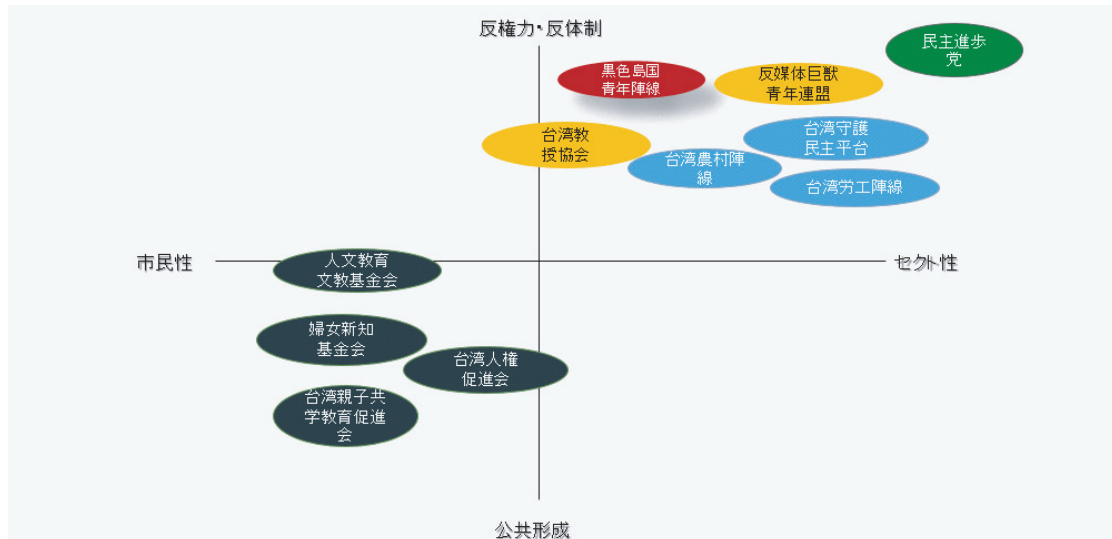 反権力・反体制
民主進歩
党
黒色島国
青年陣線
反媒体巨獣
青年連盟
台湾教
授協会
台湾農村陣
線
台湾守護
民主平台
台湾労工陣線
市民性
セクト性
人文教育
文教基金会
婦女新知
基金会
台湾人権
促進会
台湾親子共
学教育促進
会
公共形成